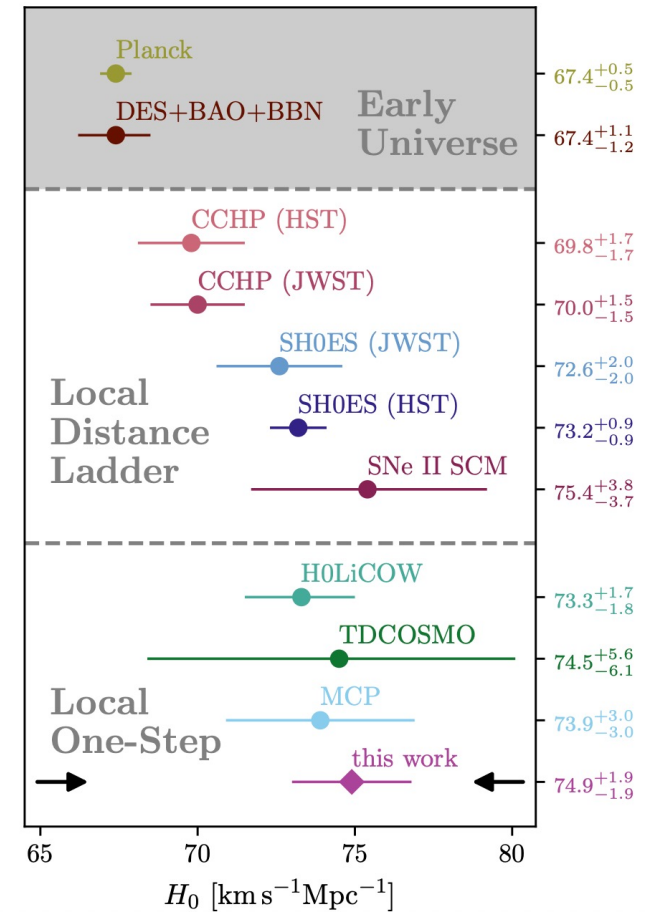 Planck
67.4+0.5−0.5
DES+BAO+BBN
67.4+1.1−1.2
Early
Universe
CCHP (HST)
69.8+1.7−1.7
CCHP (JWST)
70.0+1.5−1.5
SH0ES (JWST)
72.6+2.0−2.0
SH0ES (HST)
73.2+0.9−0.9
Local
Distance
Ladder
SNe II SCM
75.4+3.8−3.7
H0LiCOW
73.3+1.7−1.8
TDCOSMO
74.5+5.6−6.1
MCP
73.9+3.0−3.0
Local
One-Step
this work
74.9+1.9−1.9
65 70 75 80
H₀ [km s⁻¹Mpc⁻¹]